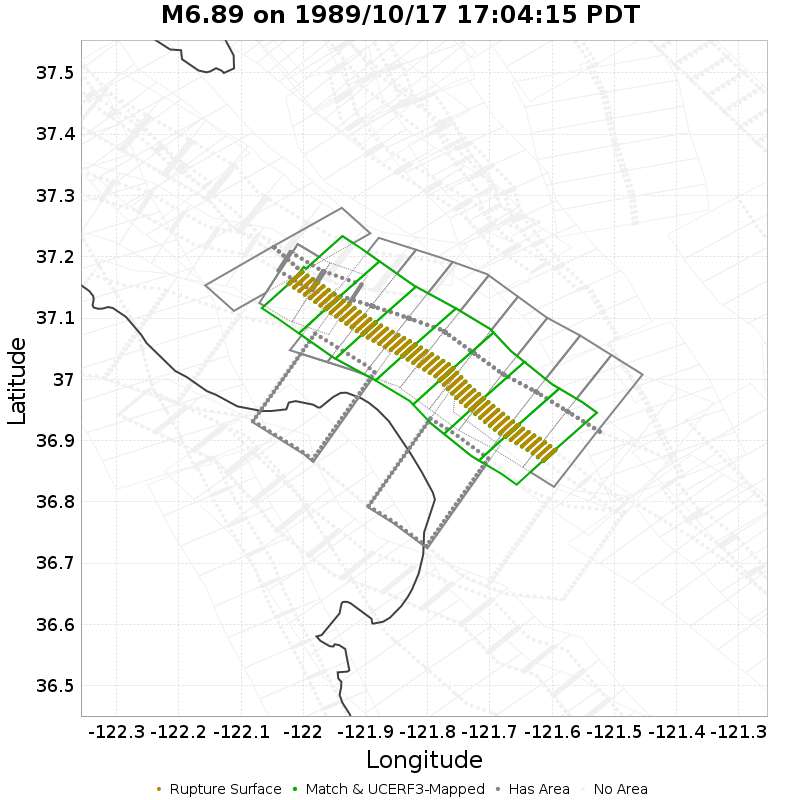 M6.89 on 1989/10/17 17:04:15 PDT
37.5
37.4
37.3
37.2
37.1
37
36.9
36.8
36.7
36.6
36.5
Latitude
-122.3 -122.2 -122.1 -122 -121.9 -121.8 -121.7 -121.6 -121.5 -121.4 -121.3
Longitude
Rupture Surface Match & UCERF3-Mapped Has Area No Area